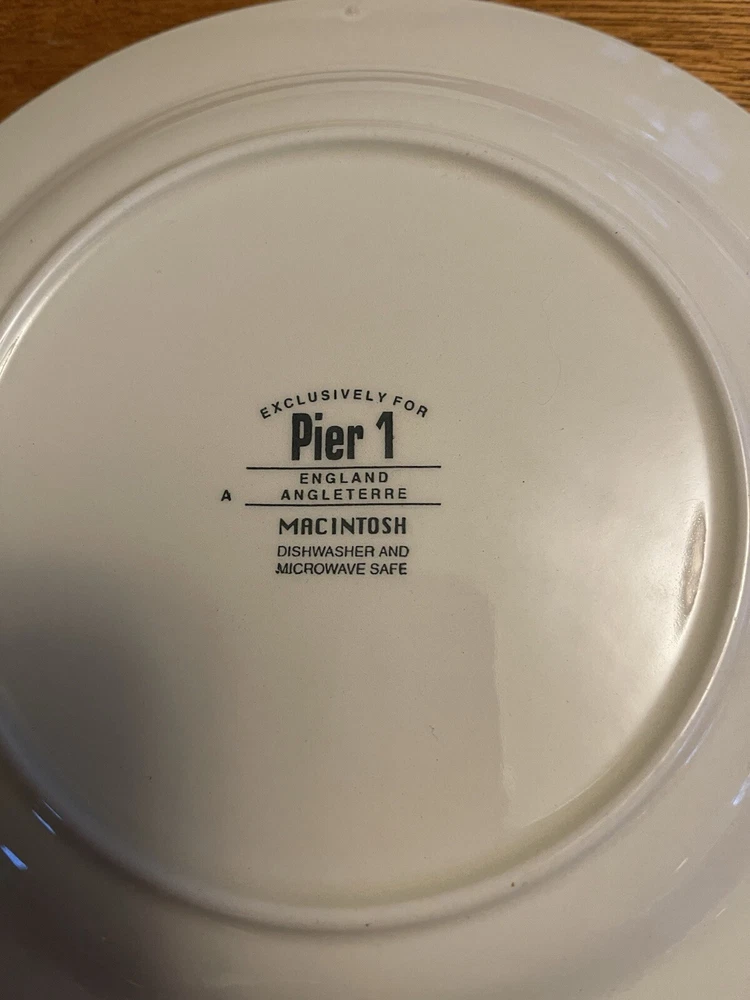 EXCLUSIVELY FOR
Pier 1
ENGLAND
A ANGLETERRE
MACINTOSH
DISHWASHER AND
MICROWAVE SAFE